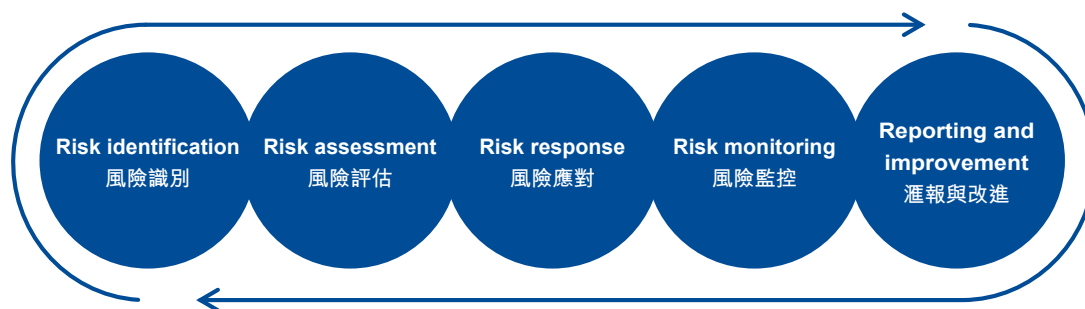 Risk identification
風險識別
Risk assessment
風險評估
Risk response
風險應對
Risk monitoring
風險監控
Reporting and
improvement
滙報與改進